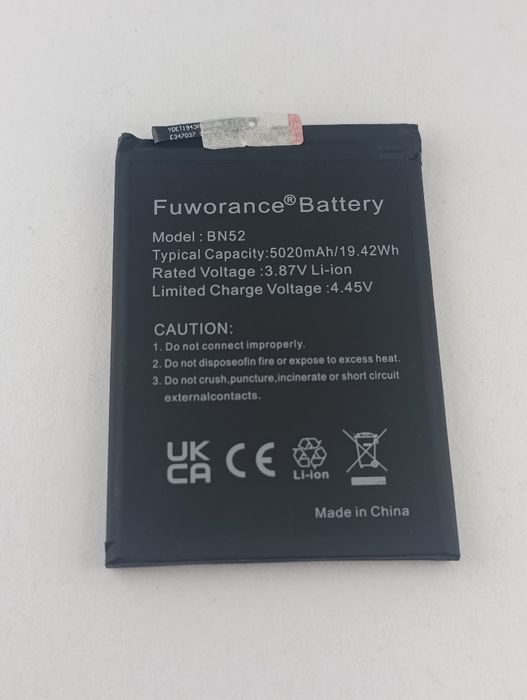 YDET1943
E347037
Fuworance® Battery
Model : BN52
Typical Capacity:5020mAh/19.42Wh
Rated Voltage :3.87V Li-ion
Limited Charge Voltage :4.45V
CAUTION:
1. Do not connect improperly.
2. Do not disposeofin fire or expose to excess heat.
3. Do not crush,puncture,incinerate or short circuit
externalcontacts.
UK
CA CE Li-ion
Made in China